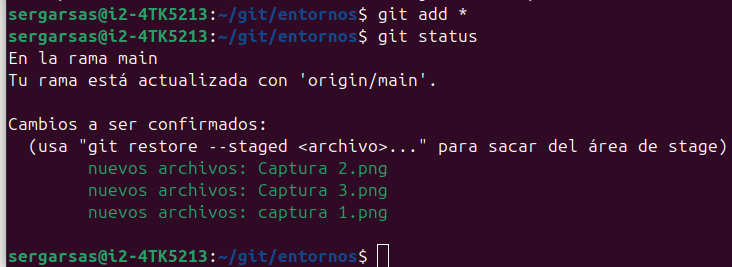 sergarsas@i2-4TK5213:~/git/entornos$ git add *
sergarsas@i2-4TK5213:~/git/entornos$ git status
En la rama main
Tu rama está actualizada con 'origin/main'.
Cambios a ser confirmados:
(usa "git restore --staged <archivo>..." para sacar del área de stage)
nuevos archivos: Captura 2.png
nuevos archivos: Captura 3.png
nuevos archivos: captura 1.png
sergarsas@i2-4TK5213:~/git/entornos$